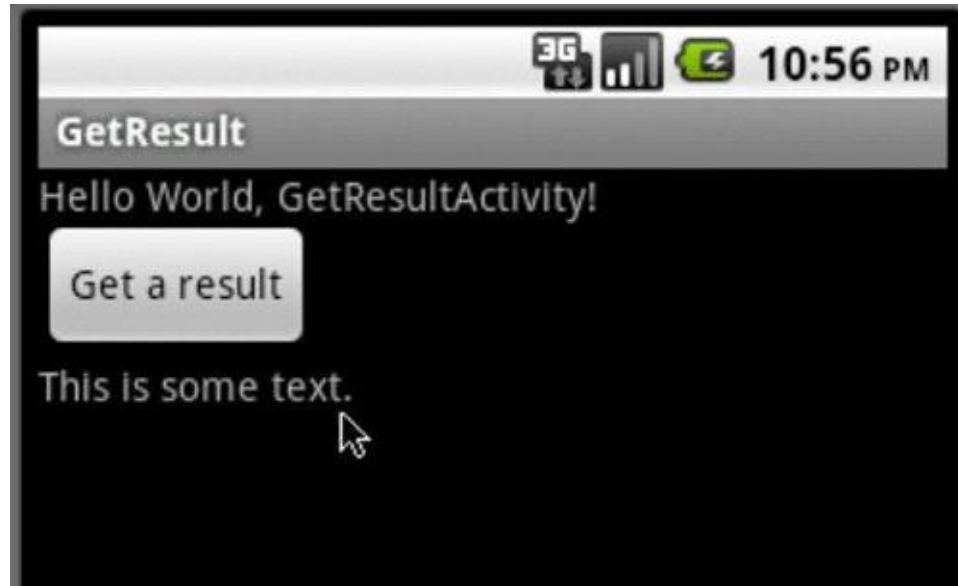 3G 10:56 PM
GetResult
Hello World, GetResultActivity!
Get a result
This is some text.